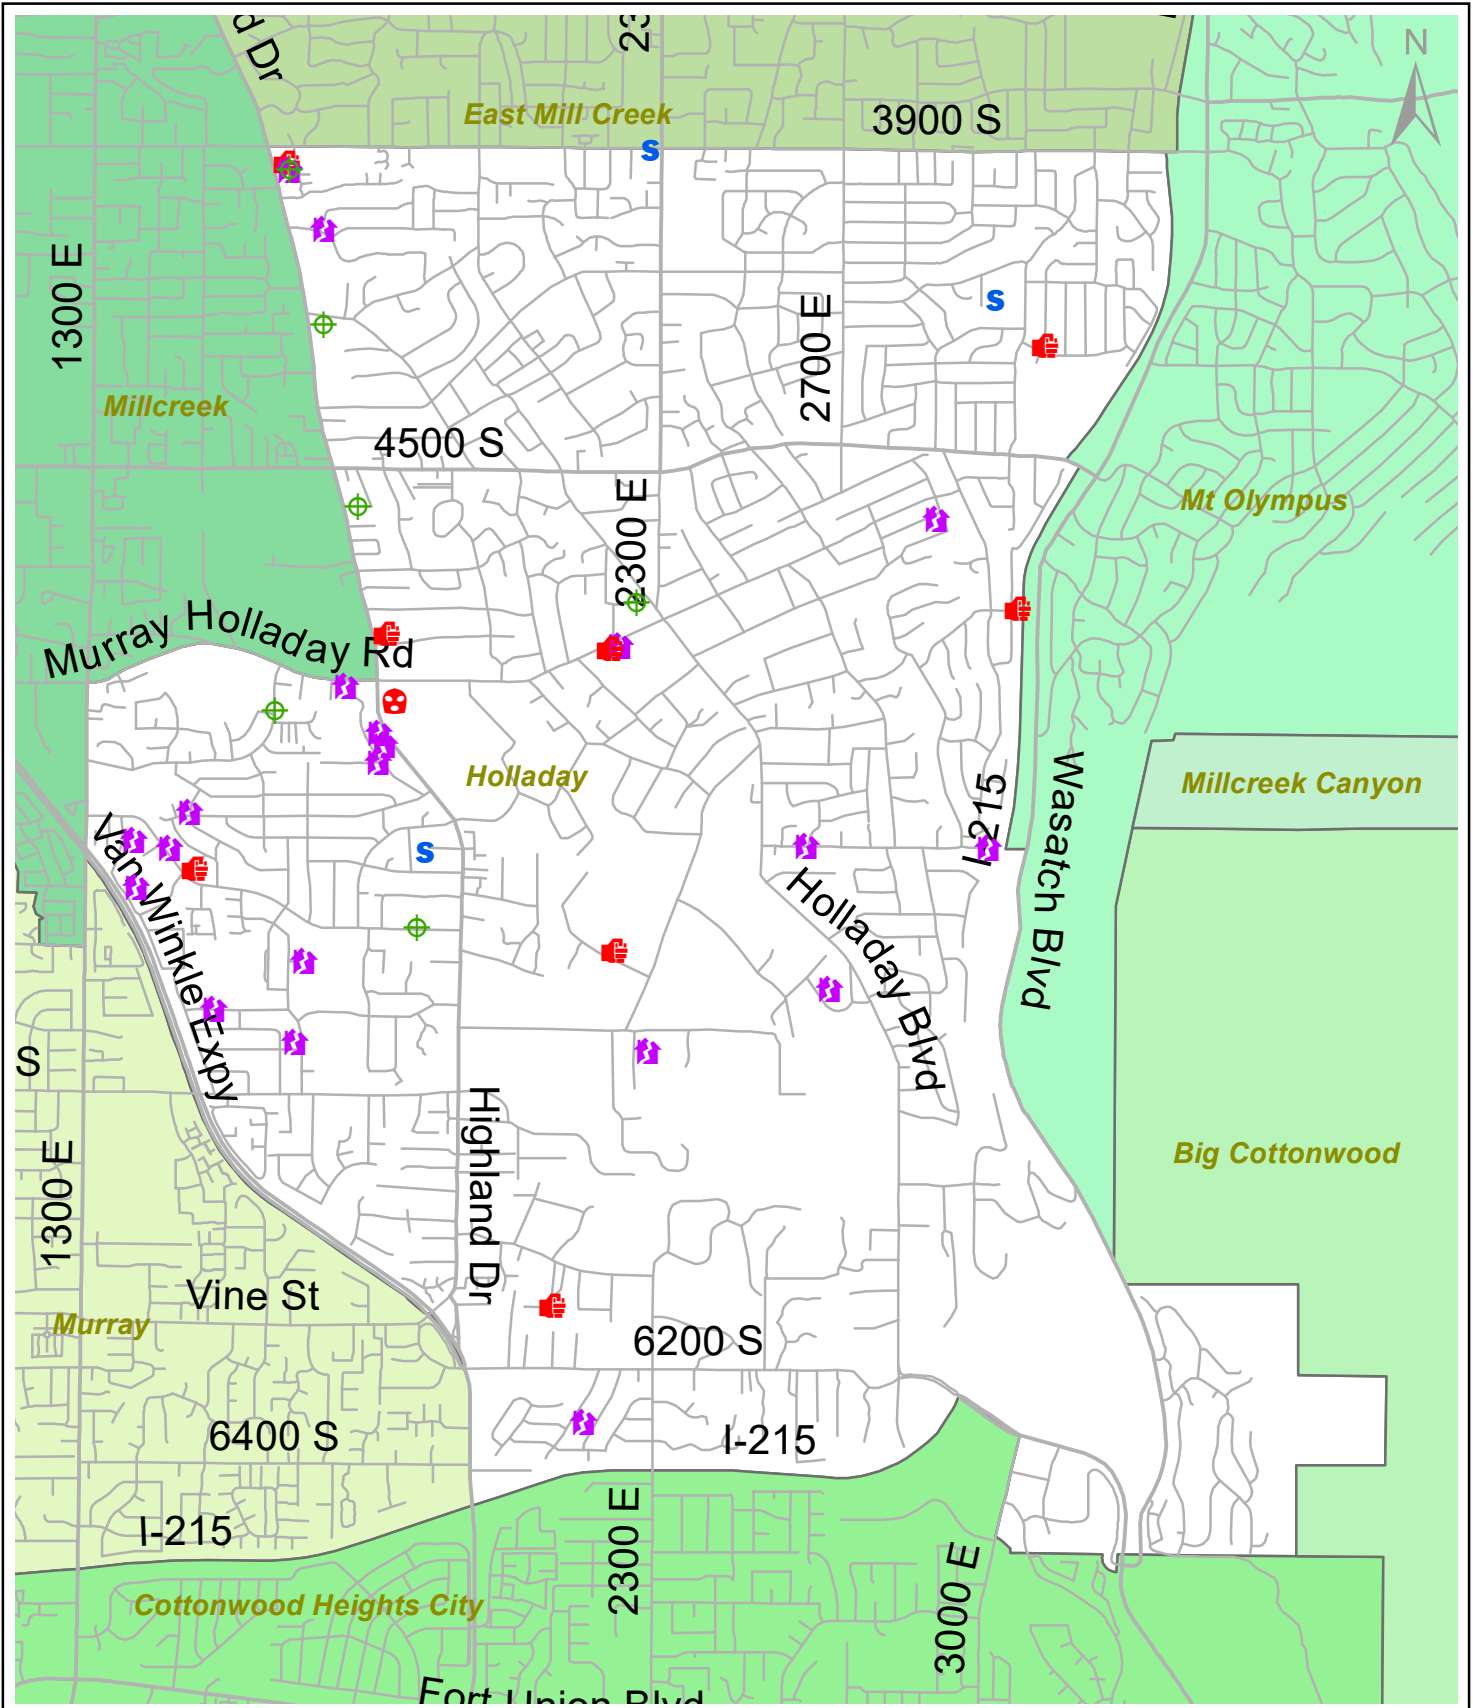 d Dr
23
N
East Mill Creek
3900 S
S
1300 E
S
2700 E
Millcreek
4500 S
Mt Olympus
2300 E
Murray Holladay Rd
Holladay
I-215
Wasatch Blvd
Millcreek Canyon
Van Winkle Expy
S
Holladay Blvd
S
Highland Dr
1300 E
Big Cottonwood
Vine St
Murray
6200 S
6400 S
I-215
I-215
2300 E
3000 E
Cottonwood Heights City
Fort Union Blvd